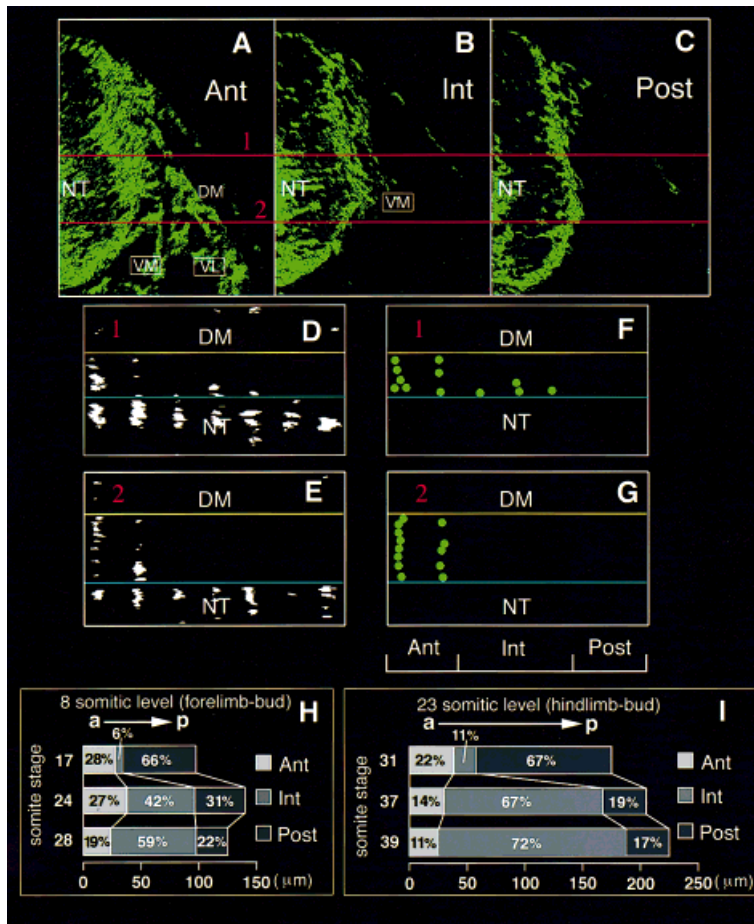 A B C
Ant Int Post
1
NT DM NT NT
2
VM VL VM
1 DM D
NT
1 DM F
NT
2 DM E
NT
2 DM G
NT
Ant Int Post
8 somitic level (forelimb-bud) H
a → p
6%
17 28% 66%
24 27% 42% 31%
28 19% 59% 22%
somite stage
Ant
Int
Post
0 50 100 150 (μm)
23 somitic level (hindlimb-bud) I
a → p
11%
31 22% 67%
37 14% 67% 19%
39 11% 72% 17%
somite stage
Ant
Int
Post
0 50 100 150 200 250 (μm)